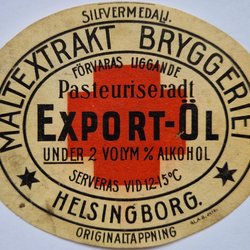 SILFVERMEDALJ.
MALTEXTRAKT BRYGGERIET
FÖRVARAS LIGGANDE
Pasteuriseradt
EXPORT-ÖL
UNDER 2 VOLYM % ALKOHOL
SERVERAS VID 12-15°C
HELSINGBORG.
ORIGINALTAPPNING